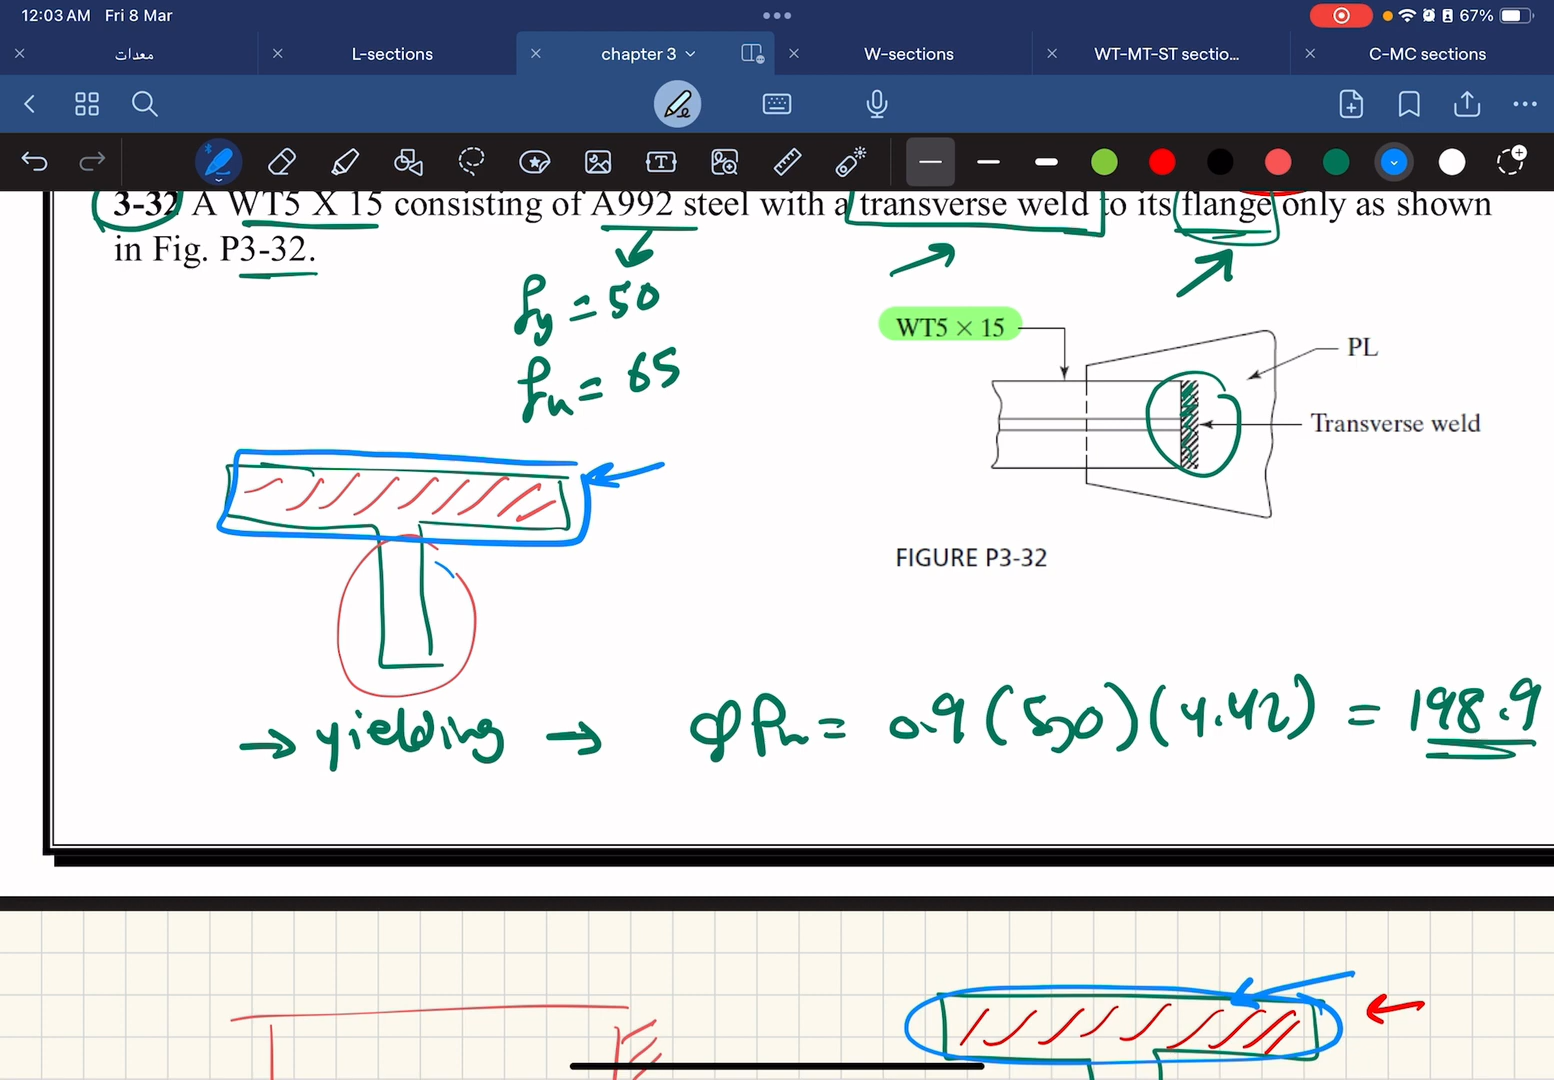 12:03 AM Fri 8 Mar
67%
معدات
L-sections
chapter 3
W-sections
WT-MT-ST sectio...
C-MC sections
3-32 A WT5 X 15 consisting of A992 steel with a transverse weld to its flange only as shown
in Fig. P3-32.
fy = 50
fu = 65
WT5 × 15
PL
Transverse weld
FIGURE P3-32
→ yielding → φPn = 0.9 (50) (4.42) = 198.9